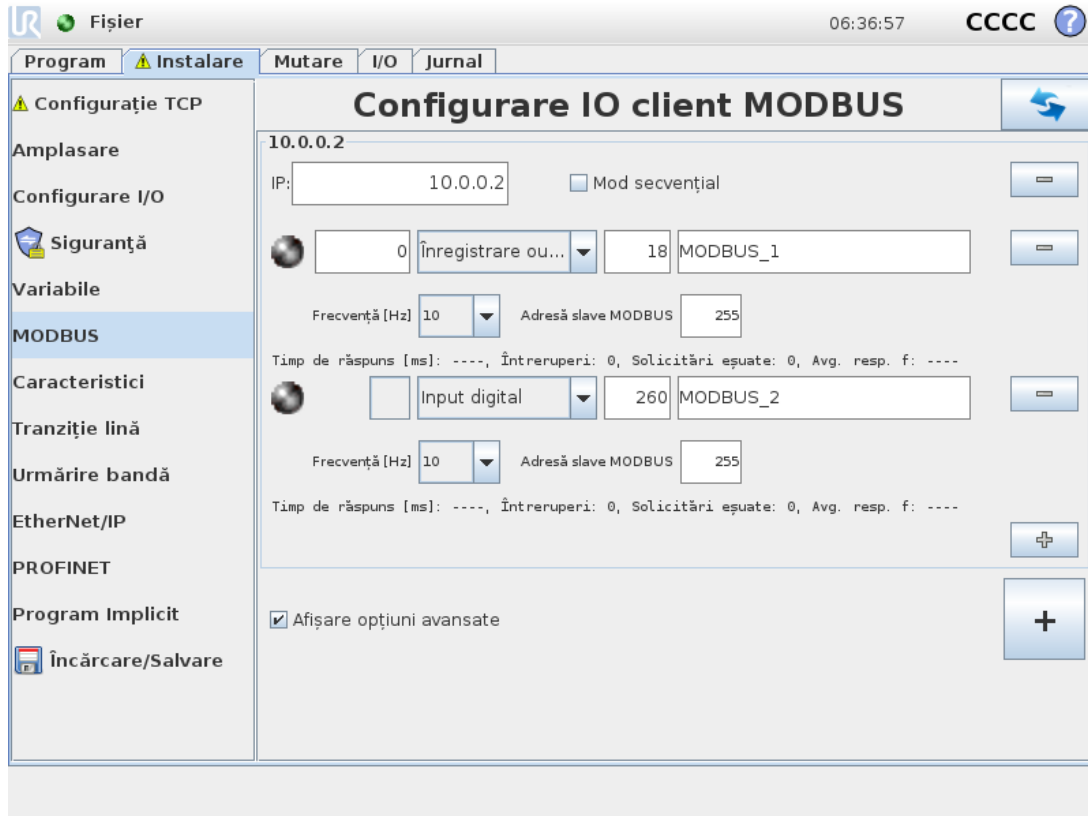 UR Fișier 06:36:57 CCCC ?
Program Instalare Mutare I/O Jurnal
Configurație TCP
Amplasare
Configurare I/O
Siguranță
Variabile
MODBUS
Caracteristici
Tranziție lină
Urmărire bandă
EtherNet/IP
PROFINET
Program Implicit
Încărcare/Salvare
Configurare IO client MODBUS
10.0.0.2
IP: 10.0.0.2 Mod secvențial
0 Înregistrare ou... 18 MODBUS_1
Frecvență [Hz] 10 Adresă slave MODBUS 255
Timp de răspuns [ms]: ----, Întreruperi: 0, Solicitări eșuate: 0, Avg. resp. f: ----
Input digital 260 MODBUS_2
Frecvență [Hz] 10 Adresă slave MODBUS 255
Timp de răspuns [ms]: ----, Întreruperi: 0, Solicitări eșuate: 0, Avg. resp. f: ----
Afișare opțiuni avansate